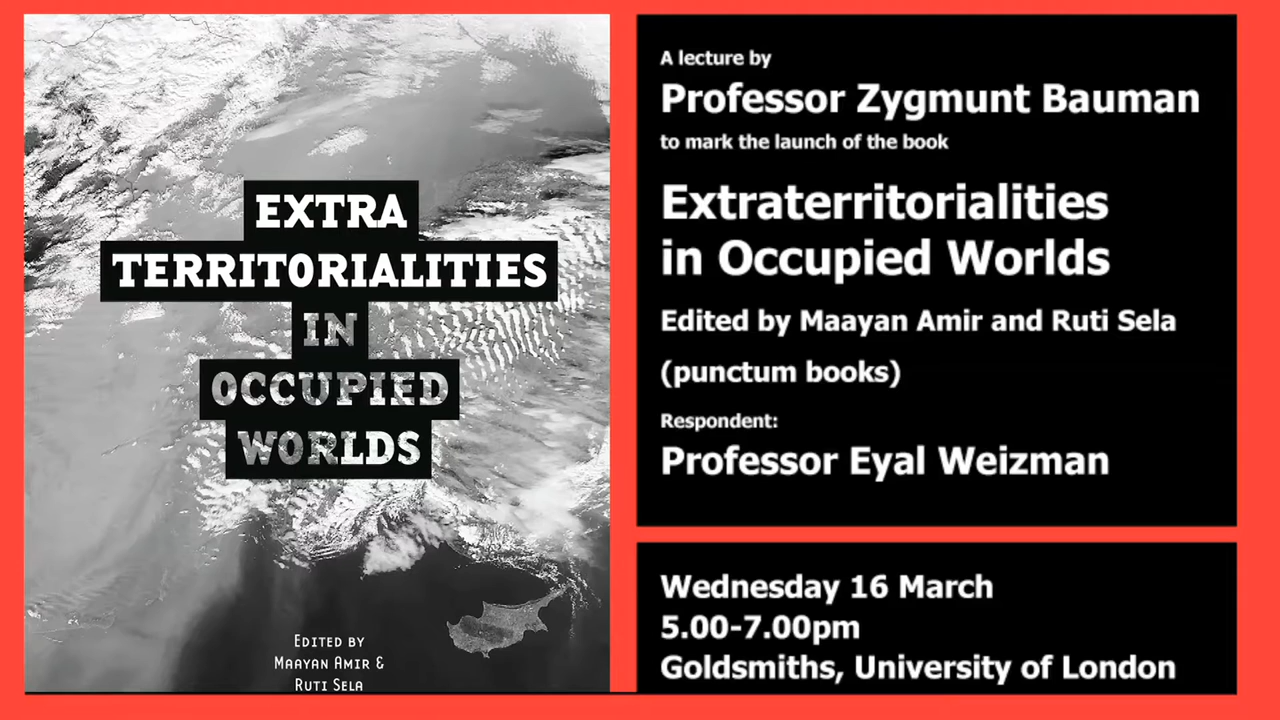 EXTRA
TERRITORIALITIES
IN
OCCUPIED
WORLDS
EDITED BY
MAAYAN AMIR &
RUTI SELA
A lecture by
Professor Zygmunt Bauman
to mark the launch of the book
Extraterritorialities
in Occupied Worlds
Edited by Maayan Amir and Ruti Sela
(punctum books)
Respondent:
Professor Eyal Weizman
Wednesday 16 March
5.00-7.00pm
Goldsmiths, University of London